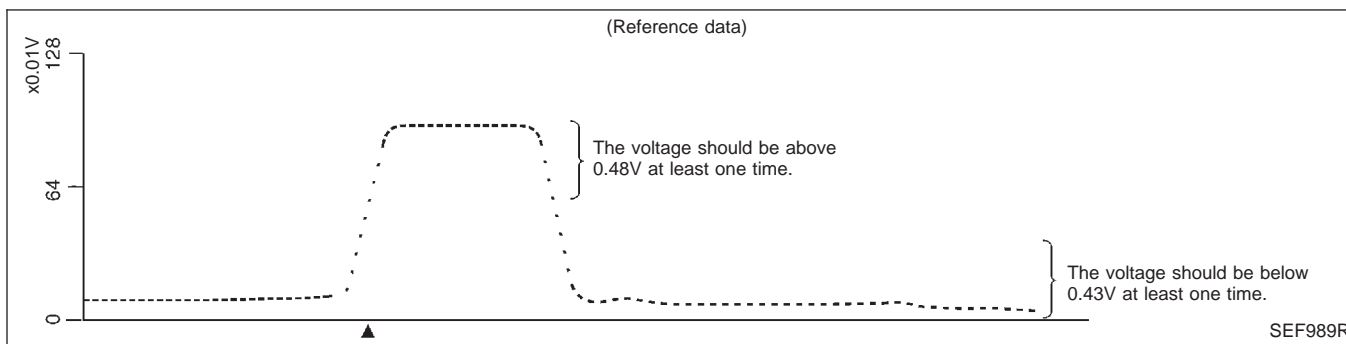 (Reference data)
x0.01V
128
64
0
The voltage should be above
0.48V at least one time.
The voltage should be below
0.43V at least one time.
SEF989R